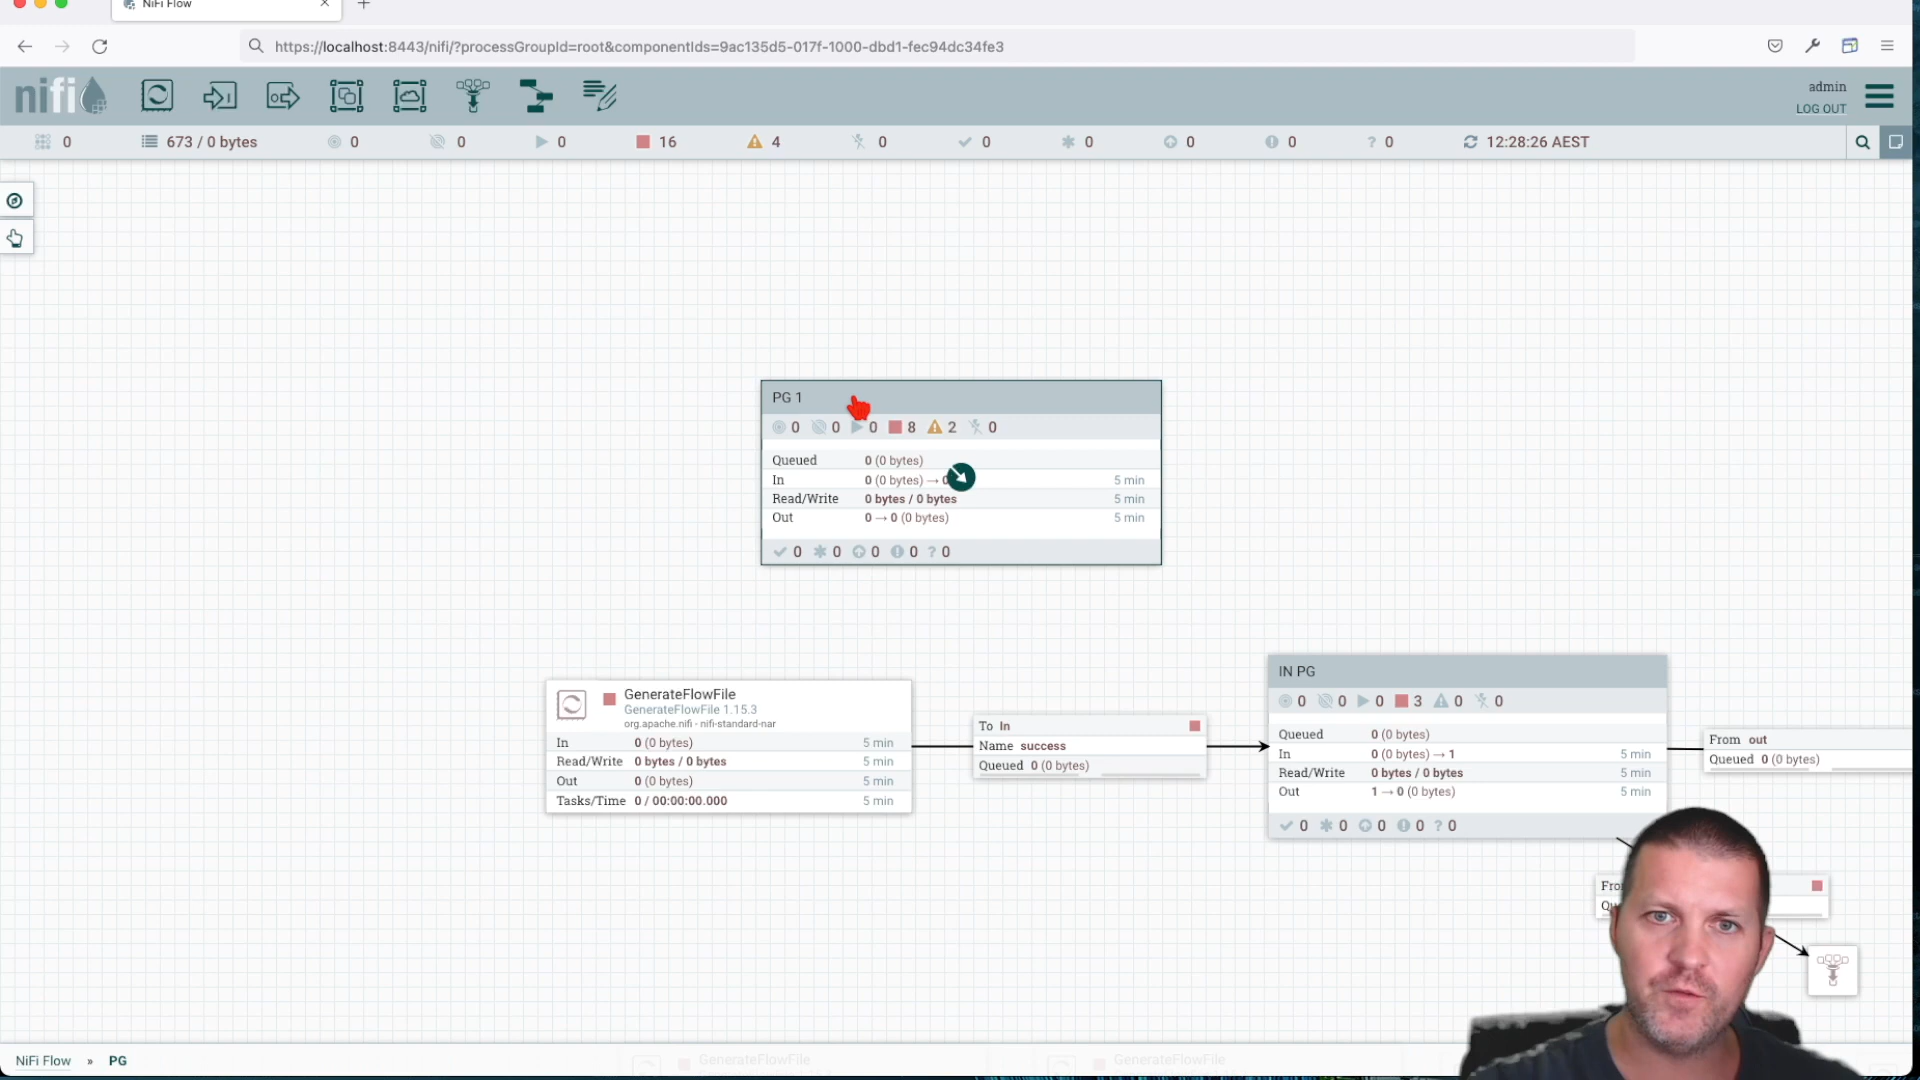 NiFi Flow
https://localhost:8443/nifi/?processGroupId=root&componentIds=9ac135d5-017f-1000-dbd1-fec94dc34fe3
nifi
admin
LOG OUT
0 673 / 0 bytes 0 0 0 16 4 0 0 0 0 0 ? 0 12:28:26 AEST
PG 1
0 0 0 8 2 0
Queued 0 (0 bytes)
In 0 (0 bytes) → 0 5 min
Read/Write 0 bytes / 0 bytes 5 min
Out 0 → 0 (0 bytes) 5 min
0 0 0 0 ? 0
GenerateFlowFile
GenerateFlowFile 1.15.3
org.apache.nifi - nifi-standard-nar
In 0 (0 bytes) 5 min
Read/Write 0 bytes / 0 bytes 5 min
Out 0 (0 bytes) 5 min
Tasks/Time 0 / 00:00:00.000 5 min
To In
Name success
Queued 0 (0 bytes)
IN PG
0 0 0 3 0 0
Queued 0 (0 bytes)
In 0 (0 bytes) → 1 5 min
Read/Write 0 bytes / 0 bytes 5 min
Out 1 → 0 (0 bytes) 5 min
0 0 0 0 ? 0
From out
Queued 0 (0 bytes)
NiFi Flow » PG
GenerateFlowFile
GenerateFlowFile